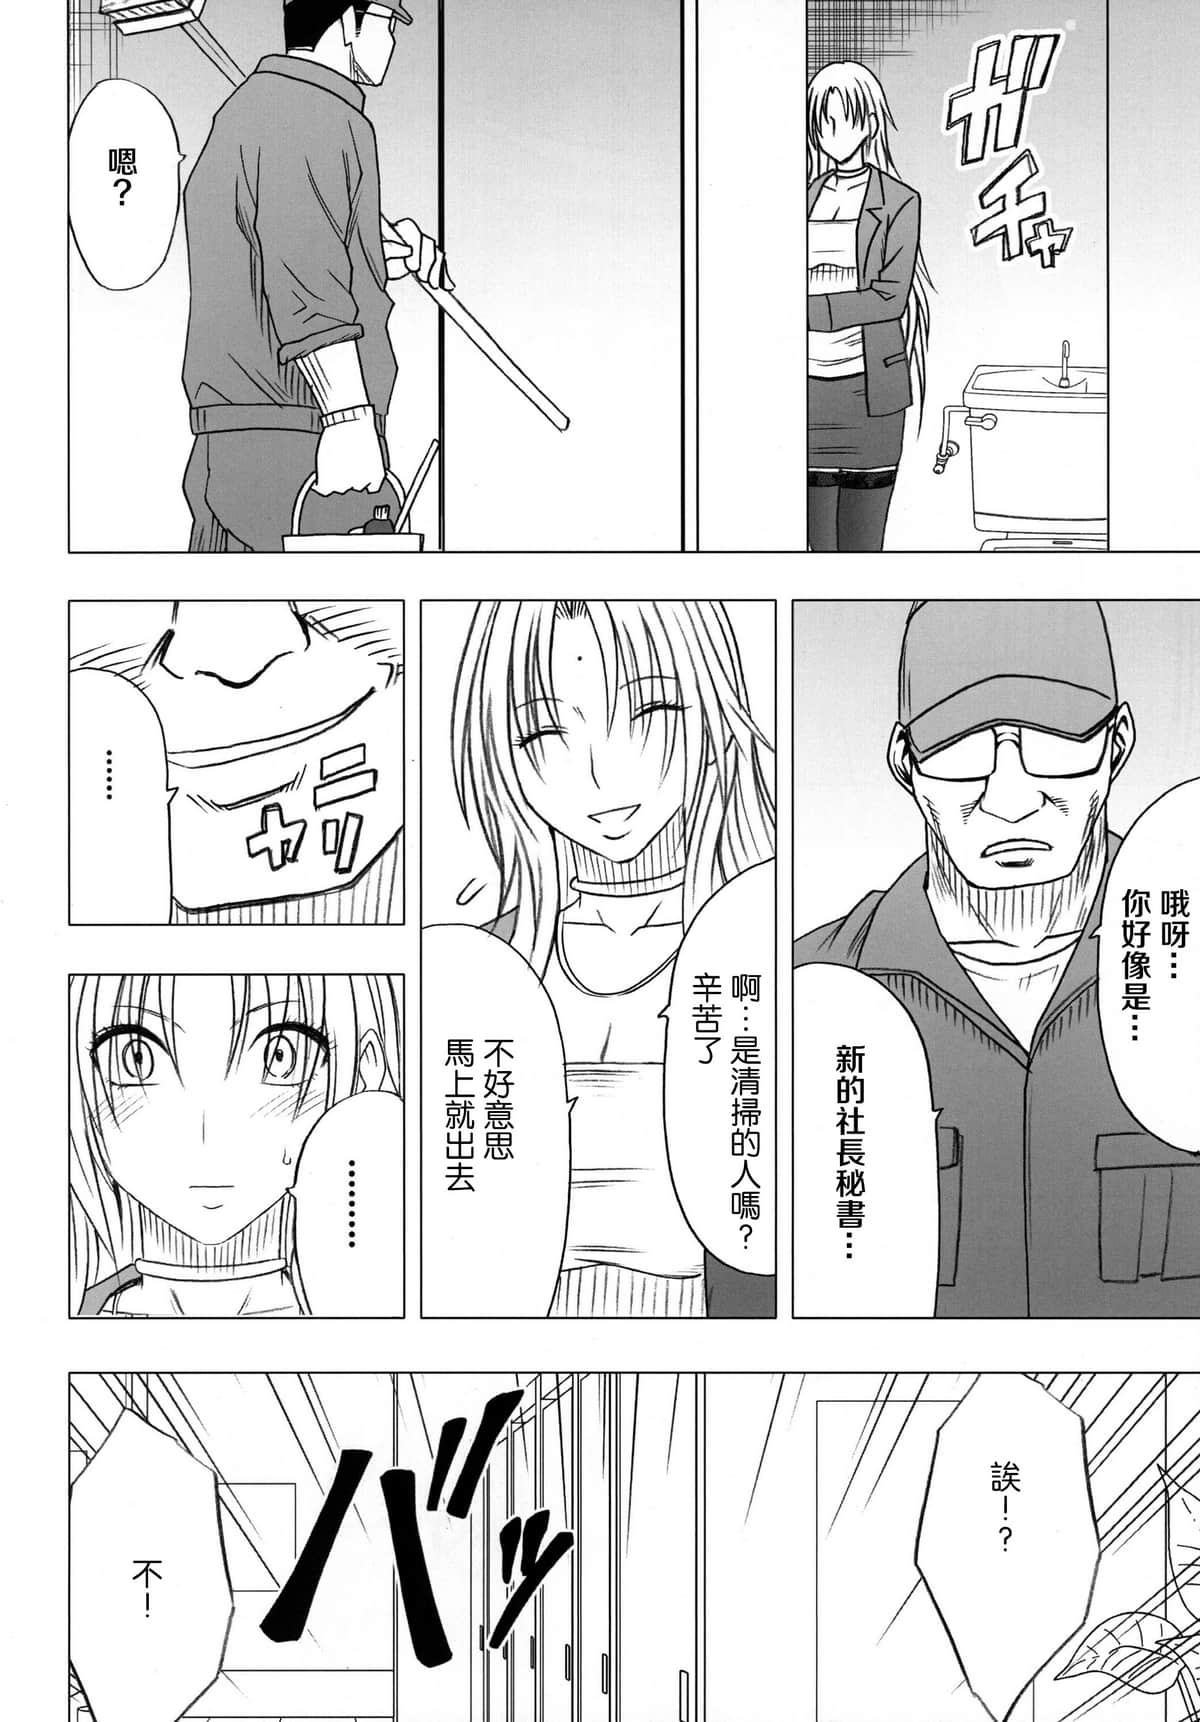 ガチャ
嗯?
哦呀…
你好像是…
新的社長秘書…
啊…是清掃的人嗎?
辛苦了
不好意思
馬上就出去
……
ニヤリ
………
誒!?
バッ
不!